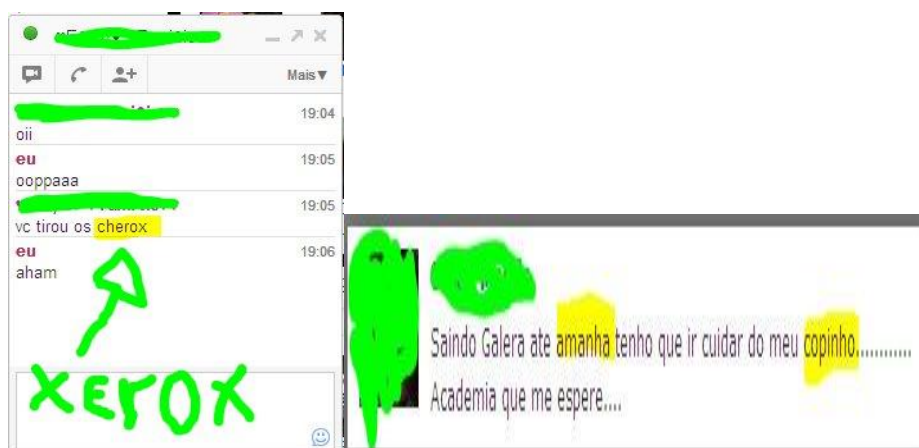 Mais▼
19:04
oii
eu 19:05
ooppaaa
19:05
vc tirou os cherox
eu 19:06
aham
XEROX
Saindo Galera ate amanha tenho que ir cuidar do meu copinho...........
Academia que me espere....